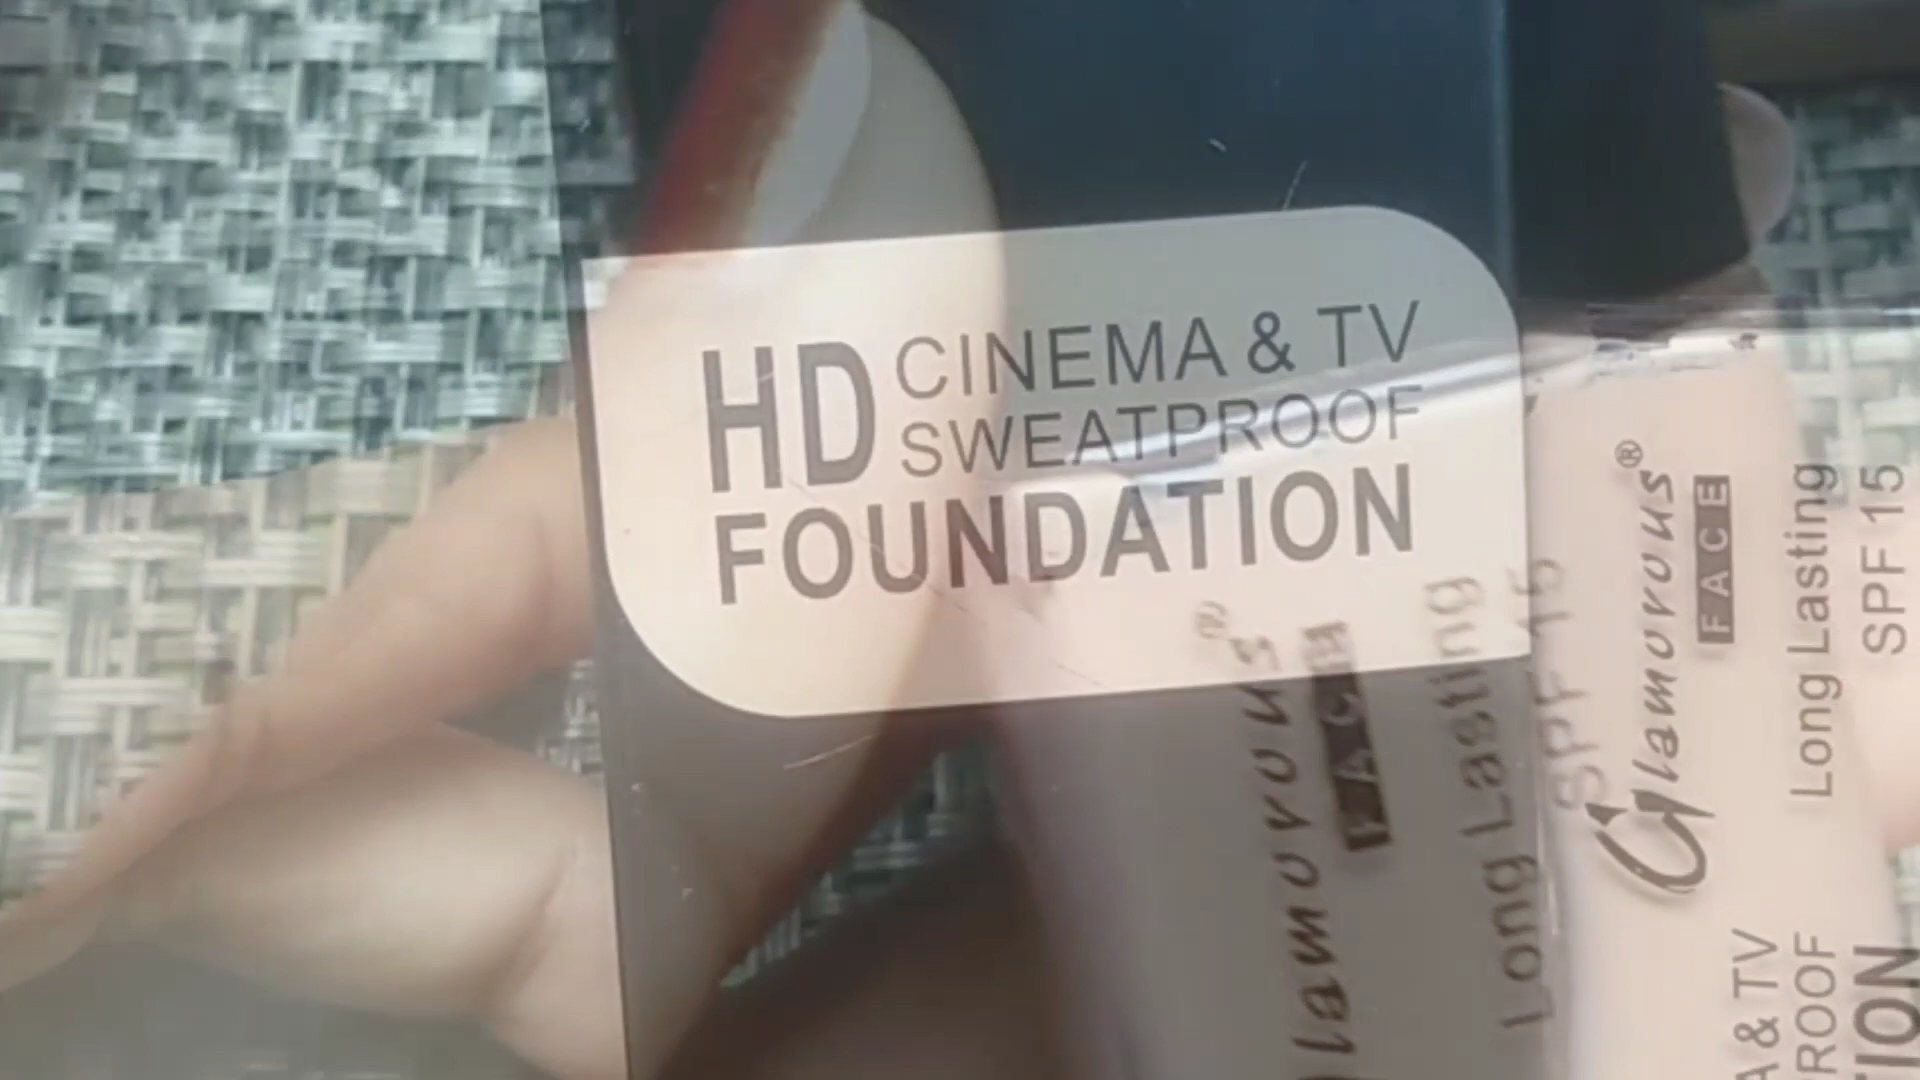 HD CINEMA & TV
SWEATPROOF
FOUNDATION
Glamorous®
FACE
Long Lasting
SPF 15
lamorous®
FACE
Long Lasting
SPF 15
A & TV
ROOF
TION